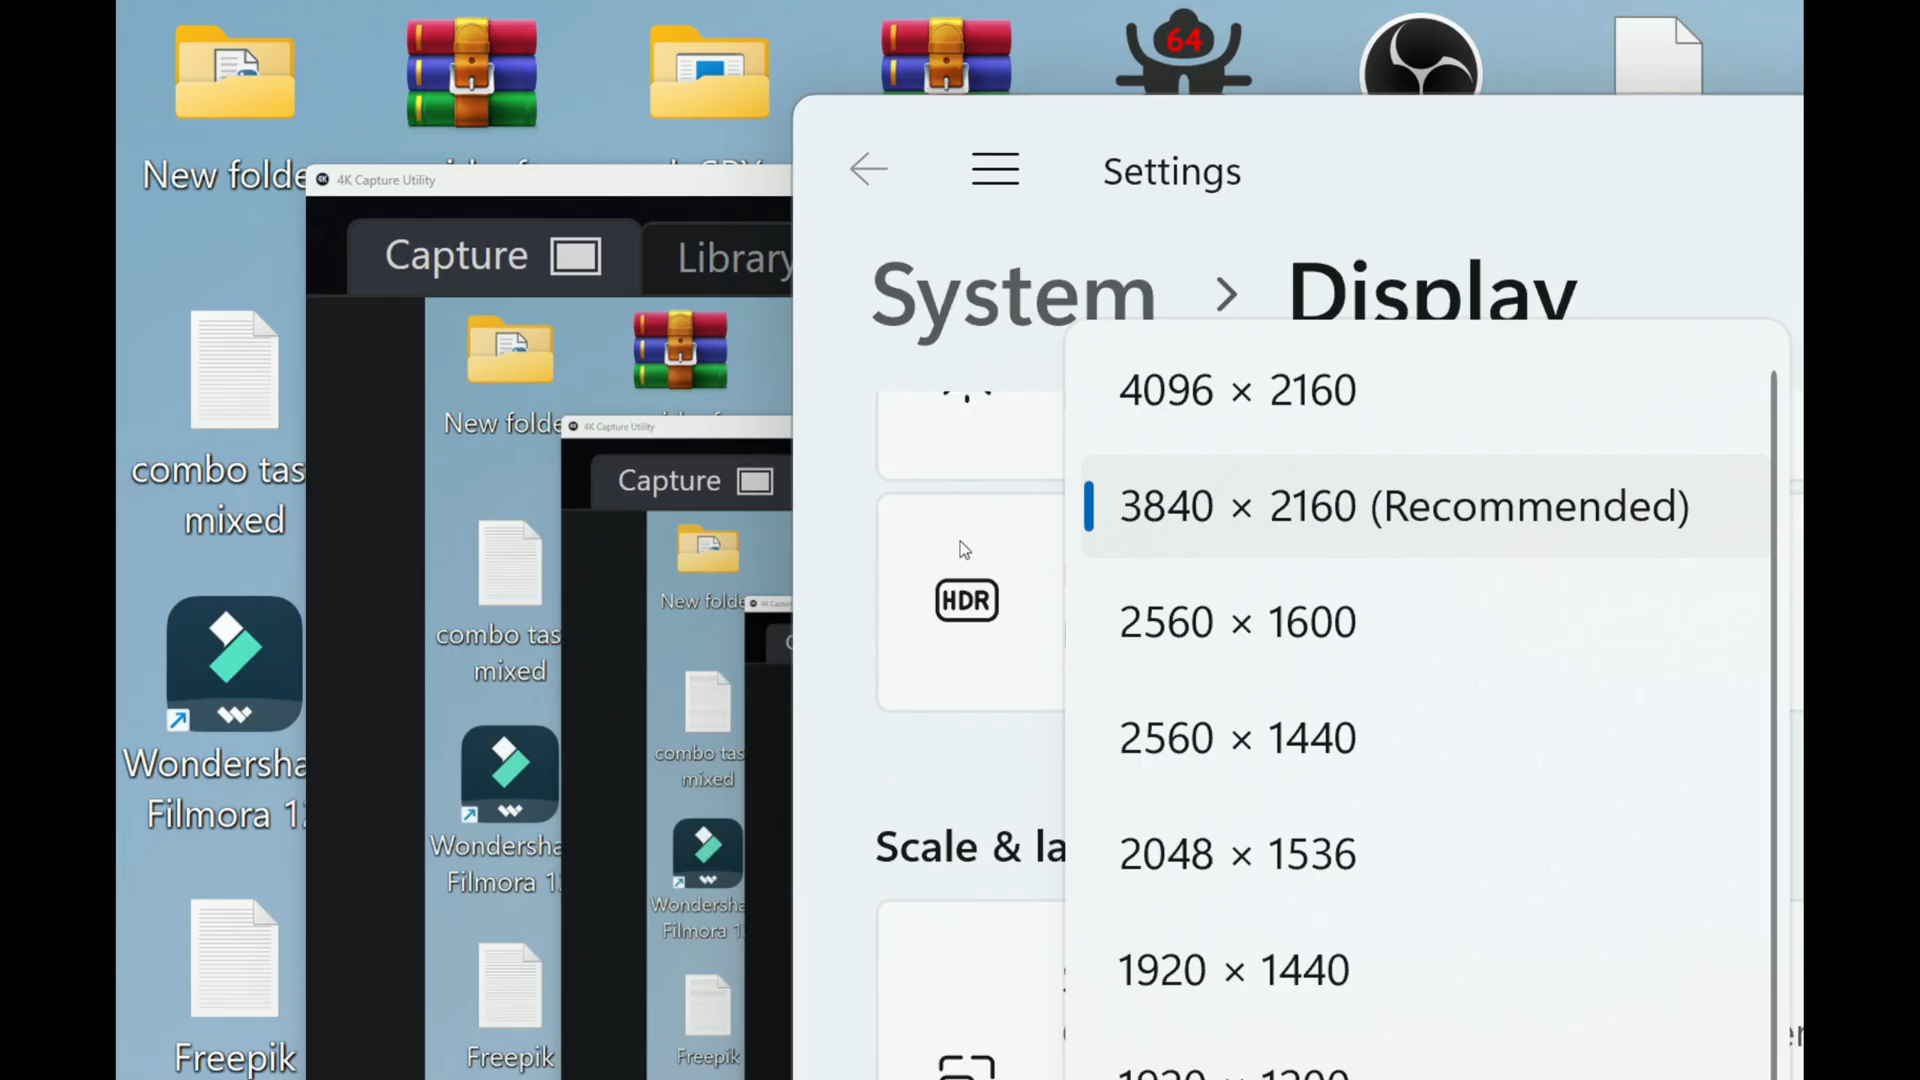 64
New folde
4K Capture Utility
Settings
Capture
Library
System > Display
4096 × 2160
New folde
4K Capture Utility
combo tas
mixed
Capture
3840 × 2160 (Recommended)
HDR
New folde
2560 × 1600
combo tas
mixed
2560 × 1440
combo tas
mixed
Wondersha
Filmora 1
Wondersha
Filmora 1
Scale & la
2048 × 1536
Wondersha
Filmora 1
1920 × 1440
Freepik
Freepik
Freepik